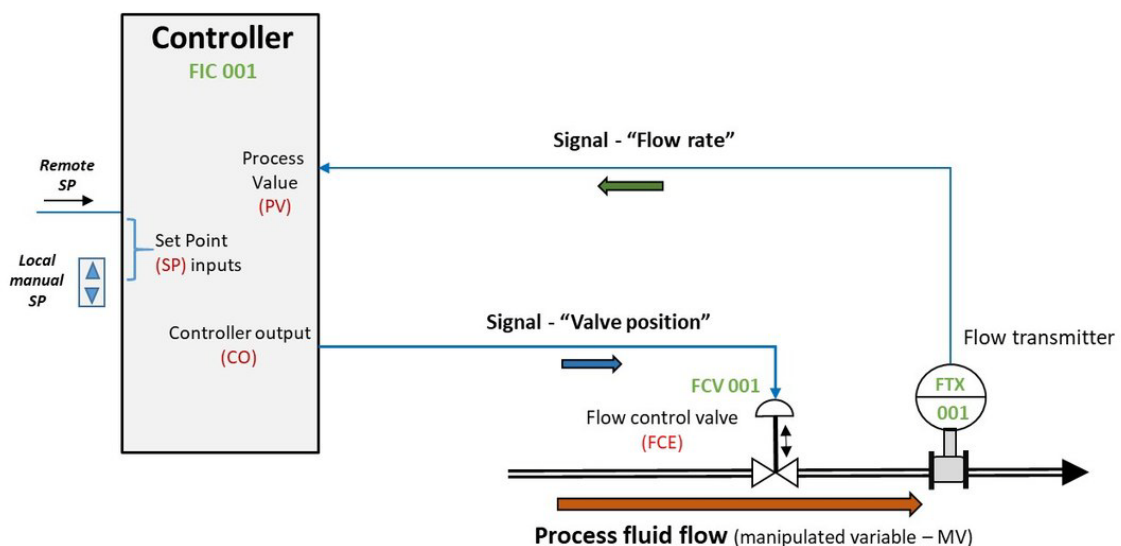 Controller
FIC 001
Signal - “Flow rate”
Remote
SP
Process
Value
(PV)
Set Point
(SP) inputs
Local
manual
SP
Signal - “Valve position”
Controller output
(CO)
Flow transmitter
FCV 001
FTX
001
Flow control valve
(FCE)
Process fluid flow (manipulated variable – MV)